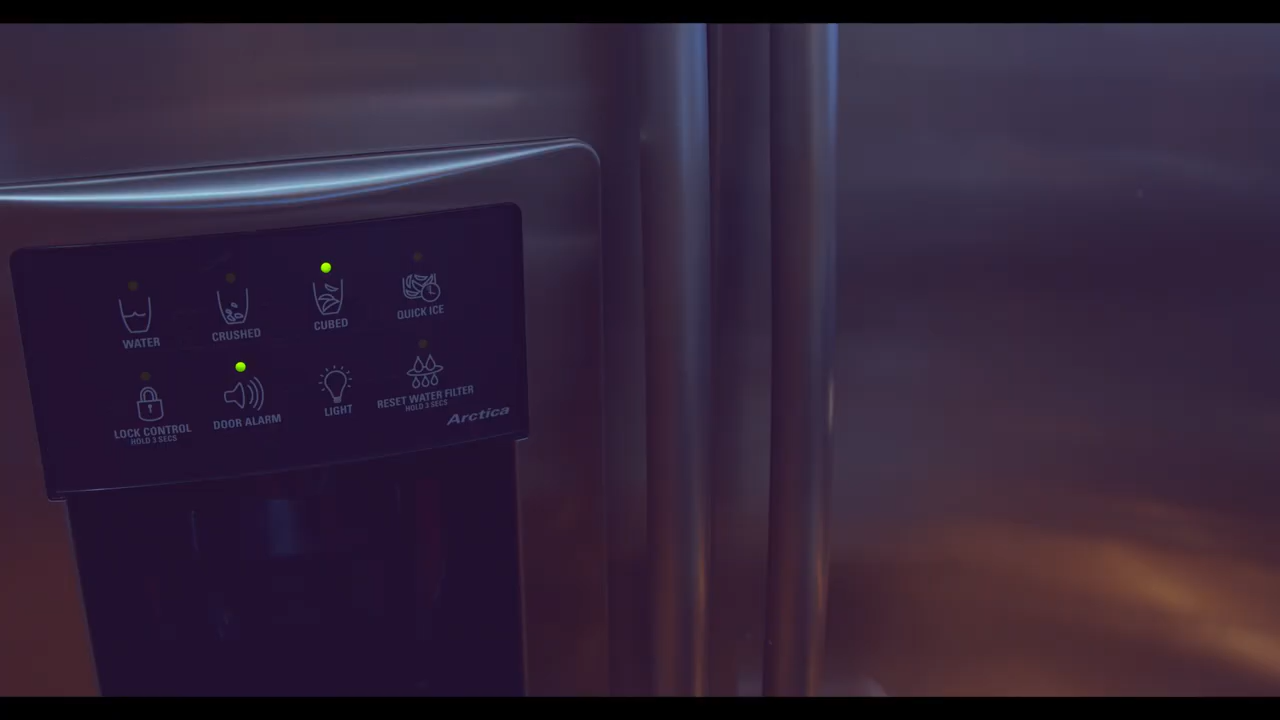 WATER
CRUSHED
CUBED
QUICK ICE
LOCK CONTROL
HOLD 3 SECS
DOOR ALARM
LIGHT
RESET WATER FILTER
HOLD 3 SECS
Arctica